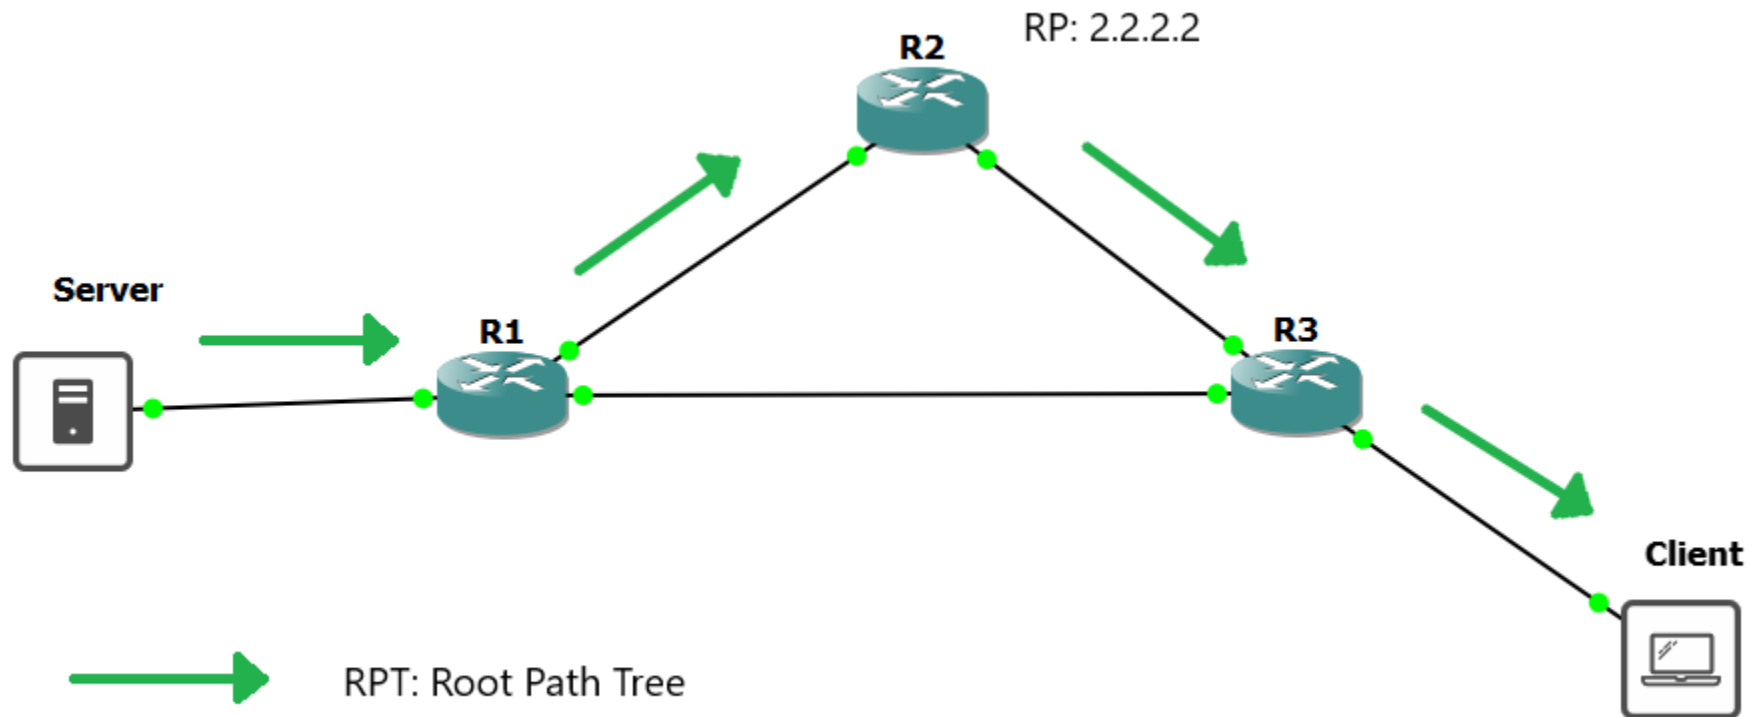 RP: 2.2.2.2
R2
Server
R1
R3
Client
RPT: Root Path Tree